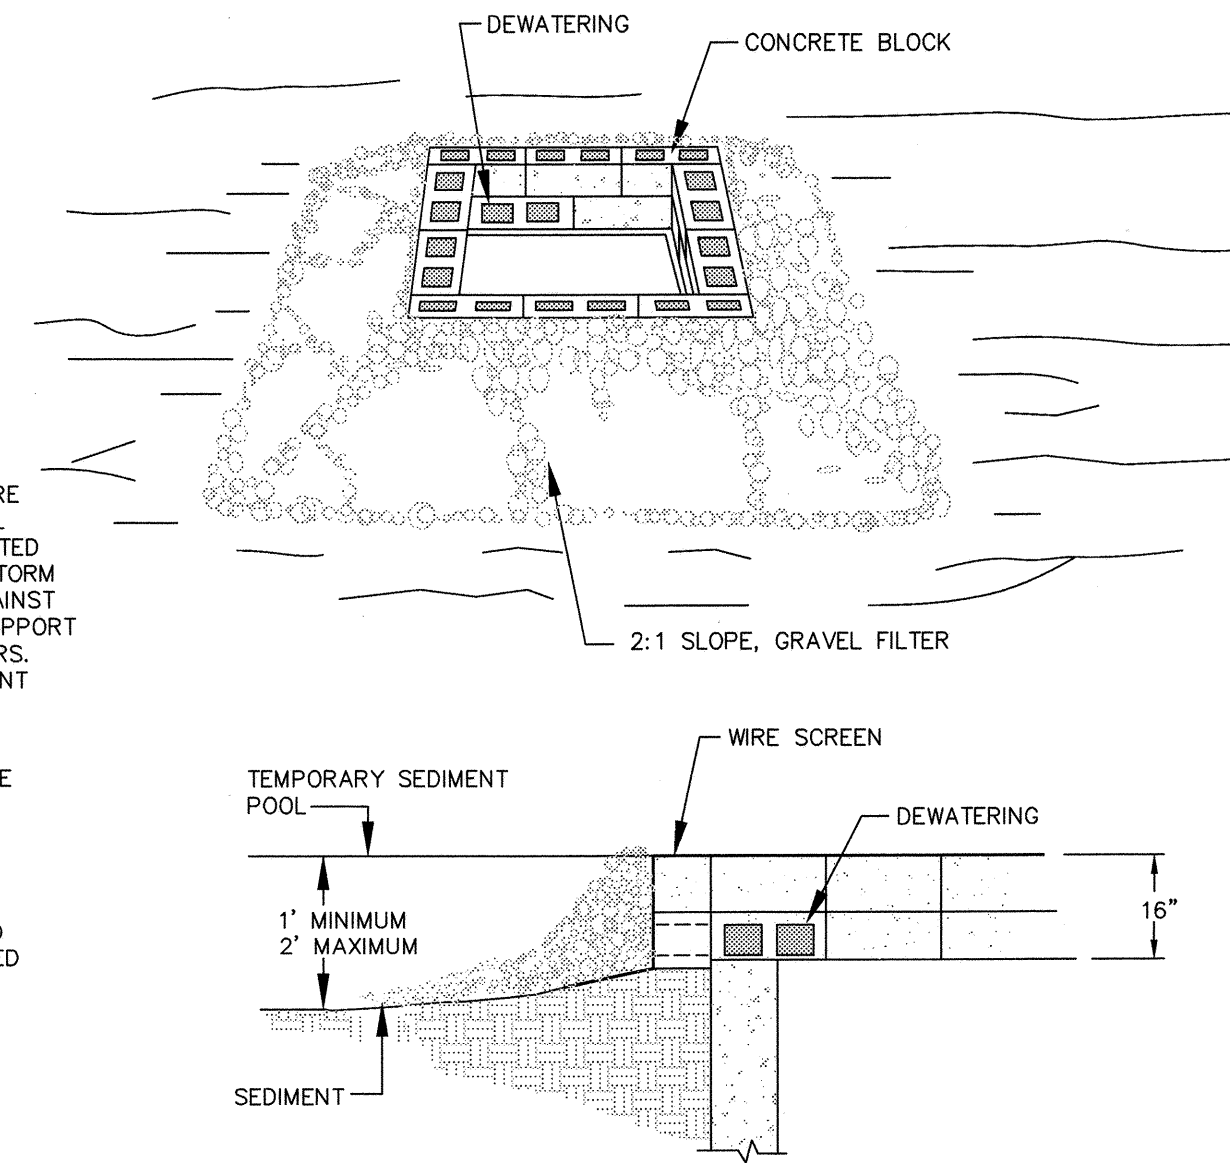 DEWATERING
CONCRETE BLOCK
RE
TED
TORM
AINST
PPORT
RS.
NT
2:1 SLOPE, GRAVEL FILTER
WIRE SCREEN
E
TEMPORARY SEDIMENT
POOL
DEWATERING
1' MINIMUM
2' MAXIMUM
16"
ED
SEDIMENT